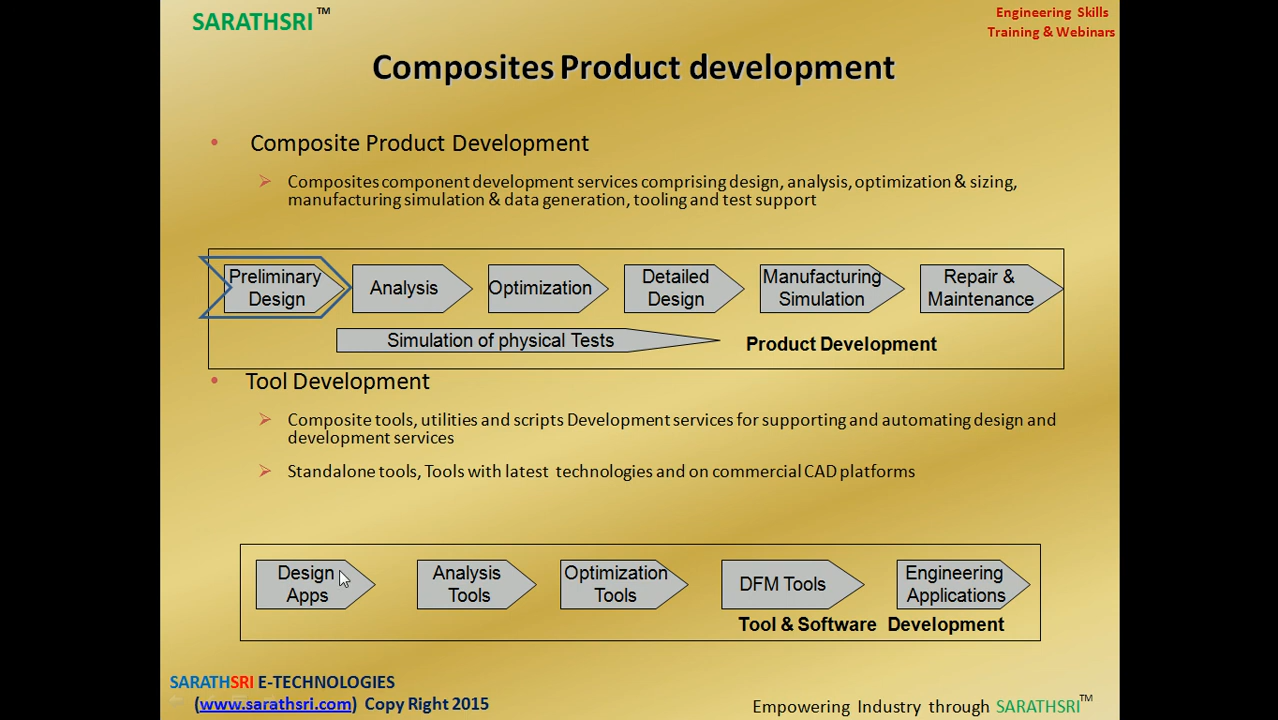 SARATHSRI™
Engineering Skills
Training & Webinars
Composites Product development
• Composite Product Development
Composites component development services comprising design, analysis, optimization & sizing,
manufacturing simulation & data generation, tooling and test support
Preliminary
Design
Analysis
Optimization
Detailed
Design
Manufacturing
Simulation
Repair &
Maintenance
Simulation of physical Tests
Product Development
• Tool Development
Composite tools, utilities and scripts Development services for supporting and automating design and
development services
Standalone tools, Tools with latest technologies and on commercial CAD platforms
Design
Apps
Analysis
Tools
Optimization
Tools
DFM Tools
Engineering
Applications
Tool & Software Development
SARATHSRI E-TECHNOLOGIES
(www.sarathsri.com) Copy Right 2015
Empowering Industry through SARATHSRI™